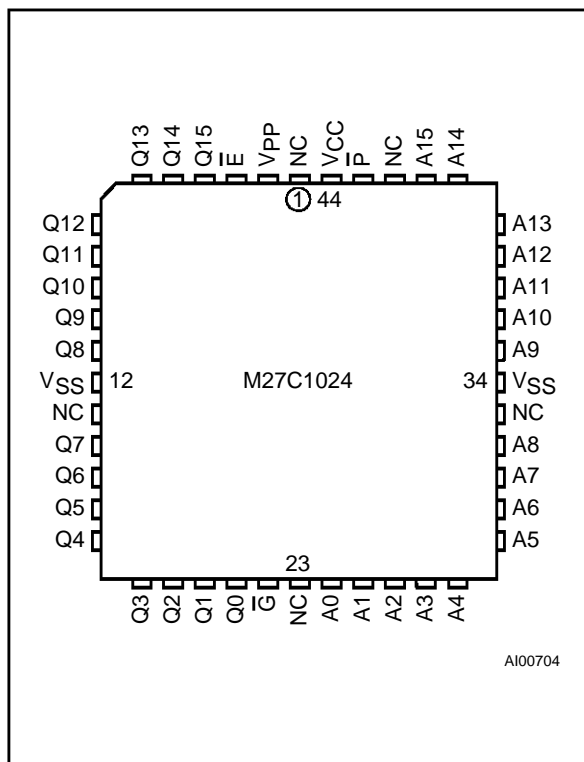 Q13 Q14 Q15 E̅ VPP NC VCC P̅ NC A15 A14
1 44
Q12 A13
Q11 A12
Q10 A11
Q9 A10
Q8 A9
VSS 12 M27C1024 34 VSS
NC NC
Q7 A8
Q6 A7
Q5 A6
Q4 A5
23
Q3 Q2 Q1 Q0 G̅ NC A0 A1 A2 A3 A4
AI00704